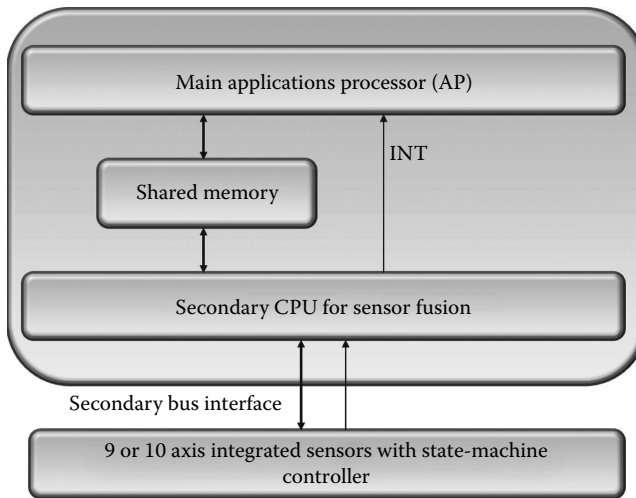 Main applications processor (AP)
INT
Shared memory
Secondary CPU for sensor fusion
Secondary bus interface
9 or 10 axis integrated sensors with state-machine
controller